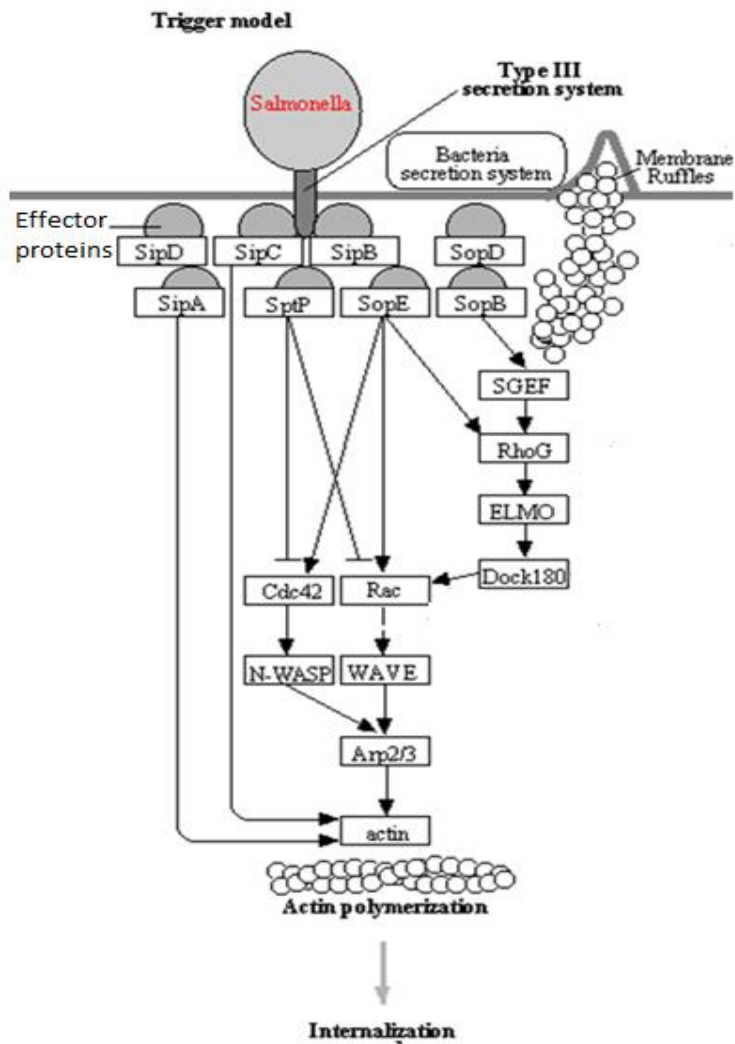 Trigger model
Type III
secretion system
Salmonella
Bacteria
secretion system
Membrane
Ruffles
Effector
proteins
SipD
SipC
SipB
SopD
SipA
SptP
SopE
SopB
SGEF
RhoG
ELMO
Dock180
Cdc42
Rac
N-WASP
WAVE
Arp2/3
actin
Actin polymerization
Internalization